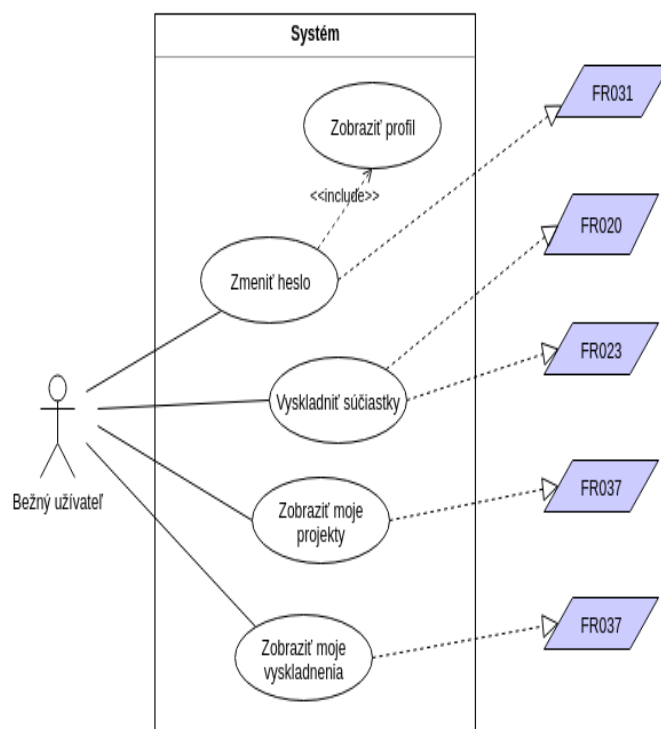 Systém
FR031
Zobraziť profil
<<include>>
FR020
Zmeniť heslo
FR023
Vyskladniť súčiastky
Bežný užívateľ
FR037
Zobraziť moje
projekty
FR037
Zobraziť moje
vyskladnenia